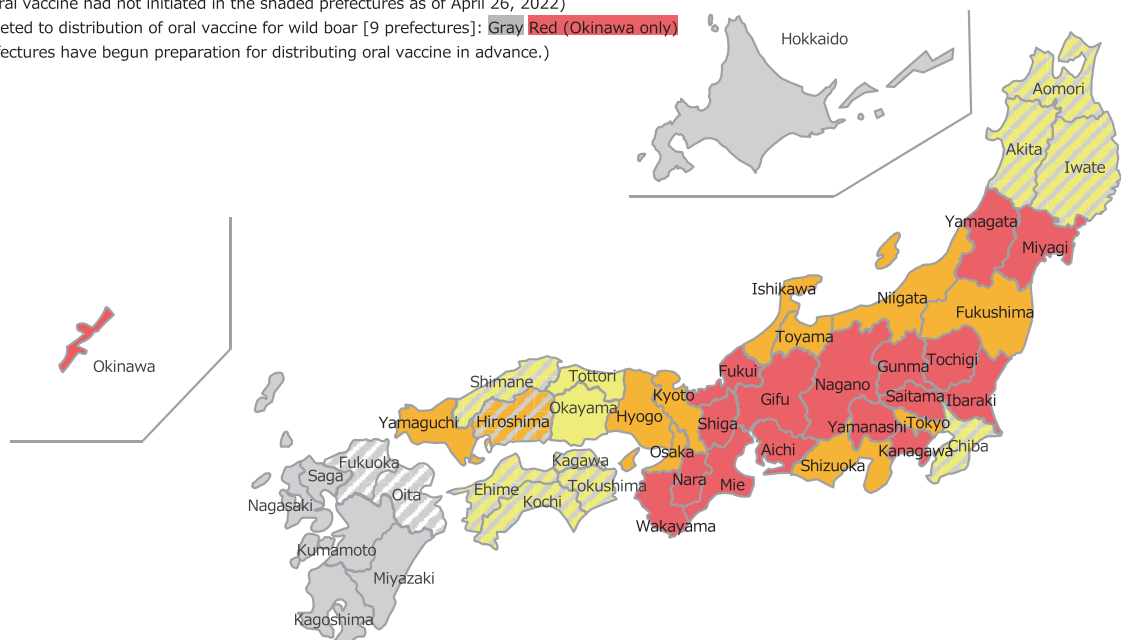 ral vaccine had not initiated in the shaded prefectures as of April 26, 2022)
eted to distribution of oral vaccine for wild boar [9 prefectures]: Gray Red (Okinawa only)
fectures have begun preparation for distributing oral vaccine in advance.)
Hokkaido
Aomori
Akita
Iwate
Yamagata
Miyagi
Ishikawa
Niigata
Fukushima
Toyama
Okinawa
Fukui
Nagano
Gunma
Tochigi
Shimane
Tottori
Kyoto
Gifu
Saitama
Ibaraki
Okayama
Hyogo
Yamaguchi
Hiroshima
Shiga
Yamanashi
Tokyo
Chiba
Osaka
Aichi
Kanagawa
Fukuoka
Kagawa
Shizuoka
Saga
Nara
Mie
Ehime
Tokushima
Oita
Kochi
Nagasaki
Wakayama
Kumamoto
Miyazaki
Kagoshima